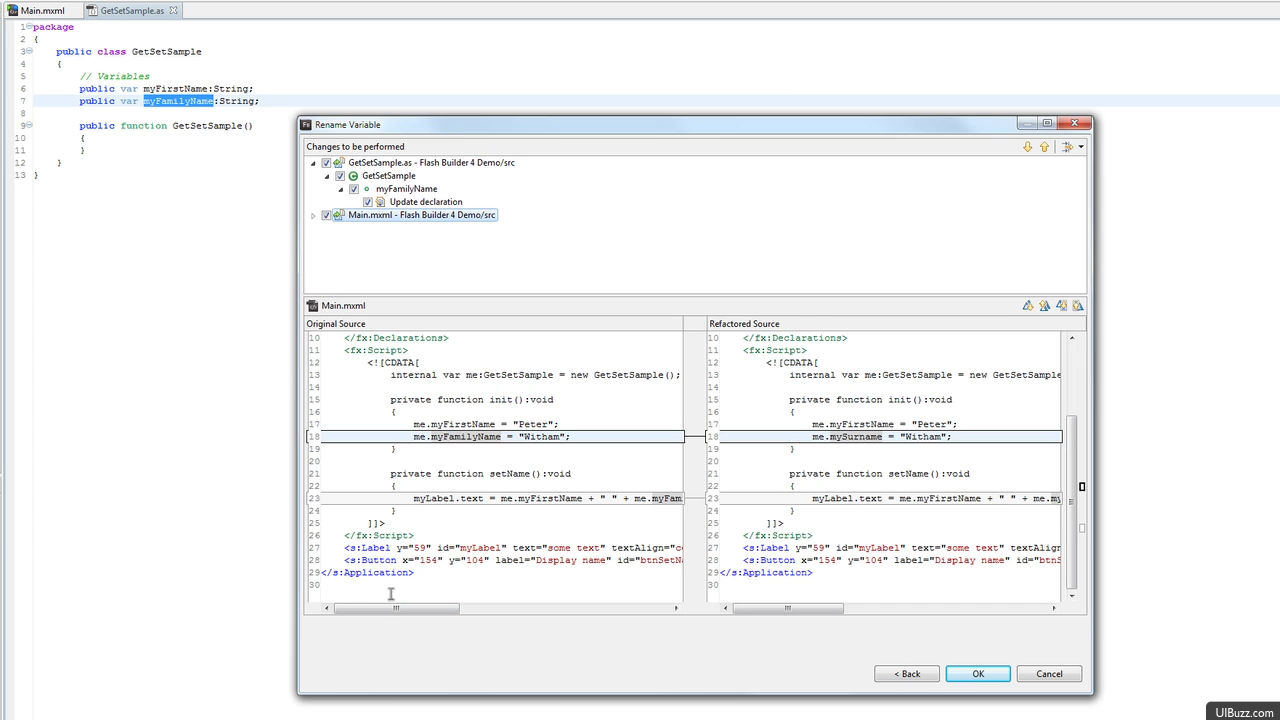 Main.mxml GetSetSample.as
1 package
2 {
3 public class GetSetSample
4 {
5 // Variables
6 public var myFirstName:String;
7 public var myFamilyName:String;
8
9 public function GetSetSample()
10 {
11 }
12 }
13 }
Rename Variable
Changes to be performed
GetSetSample.as - Flash Builder 4 Demo/src
GetSetSample
myFamilyName
Update declaration
Main.mxml - Flash Builder 4 Demo/src
Main.mxml
Original Source
10 </fx:Declarations>
11 <fx:Script>
12 <![CDATA[
13 internal var me:GetSetSample = new GetSetSample();
14
15 private function init():void
16 {
17 me.myFirstName = "Peter";
18 me.myFamilyName = "Witham";
19 }
20
21 private function setName():void
22 {
23 myLabel.text = me.myFirstName + " " + me.myFam
24 }
25 ]]>
26 </fx:Script>
27 <s:Label y="59" id="myLabel" text="some text" textAlign="c
28 <s:Button x="154" y="104" label="Display name" id="btnSetN
29 </s:Application>
30
Refactored Source
10 </fx:Declarations>
11 <fx:Script>
12 <![CDATA[
13 internal var me:GetSetSample = new GetSetSample
14
15 private function init():void
16 {
17 me.myFirstName = "Peter";
18 me.mySurname = "Witham";
19 }
20
21 private function setName():void
22 {
23 myLabel.text = me.myFirstName + " " + me.my
24 }
25 ]]>
26 </fx:Script>
27 <s:Label y="59" id="myLabel" text="some text" textAlign="c
28 <s:Button x="154" y="104" label="Display name" id="btnSetN
29 </s:Application>
30
< Back OK Cancel
UIBuzz.com